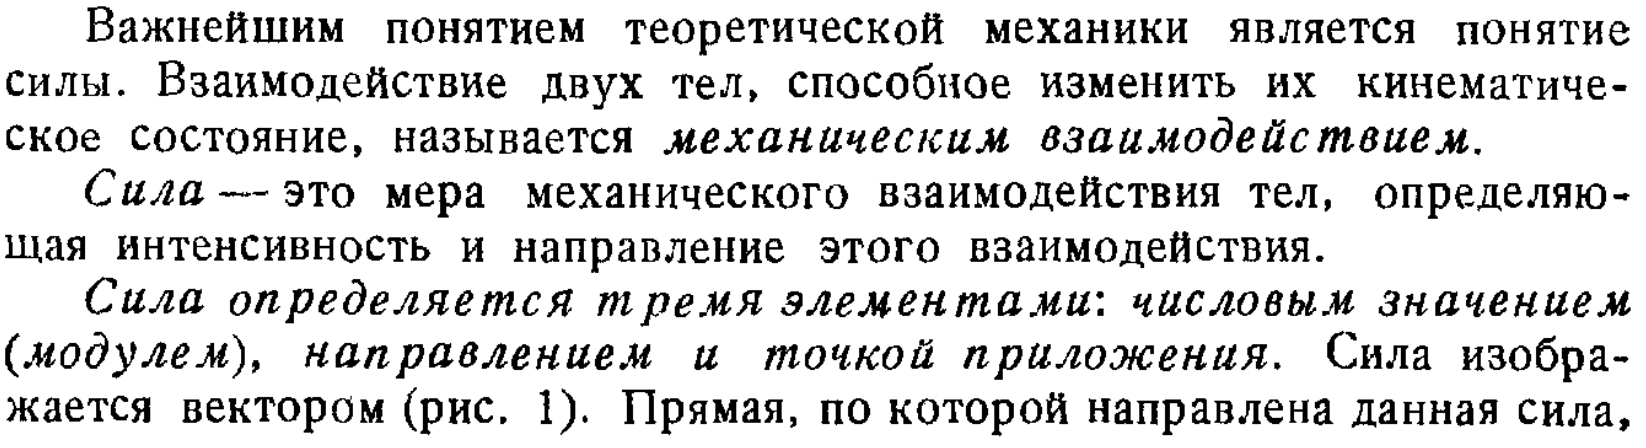 Важнейшим понятием теоретической механики является понятие
силы. Взаимодействие двух тел, способное изменить их кинематиче-
ское состояние, называется механическим взаимодействием.
Сила — это мера механического взаимодействия тел, определяю-
щая интенсивность и направление этого взаимодействия.
Сила определяется тремя элементами: числовым значением
(модулем), направлением и точкой приложения. Сила изобра-
жается вектором (рис. 1). Прямая, по которой направлена данная сила,